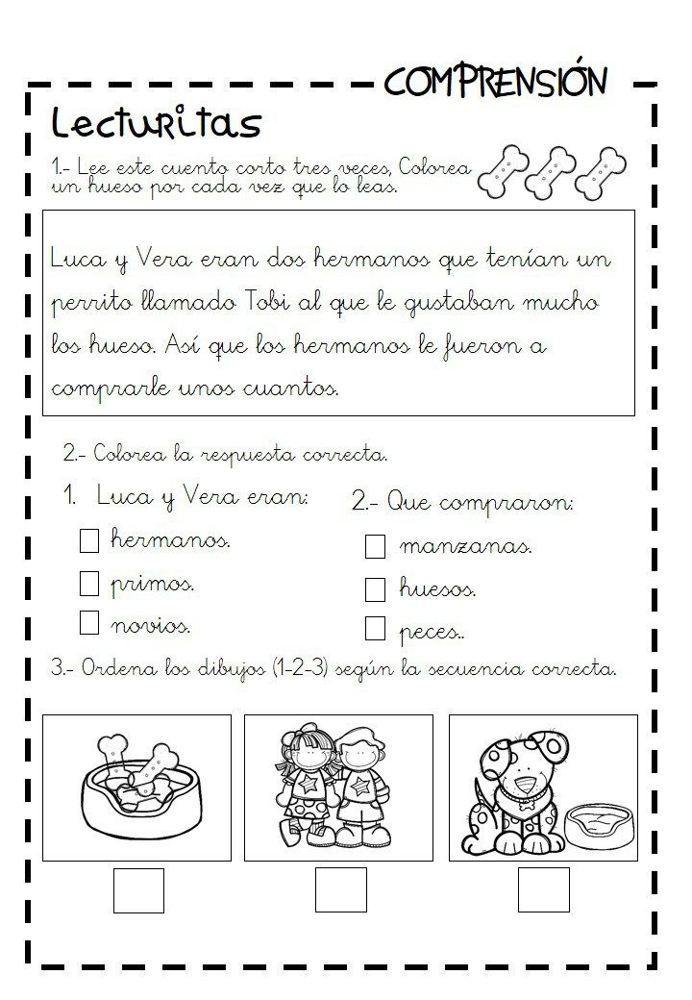 COMPRENSIÓN
Lecturitas
1.- Lee este cuento corto tres veces, Colorea
un hueso por cada vez que lo leas.
Luca y Vera eran dos hermanos que tenían un
perrito llamado Tobi al que le gustaban mucho
los hueso. Así que los hermanos le fueron a
comprarle unos cuantos.
2.- Colorea la respuesta correcta.
1. Luca y Vera eran:
hermanos.
primos.
novios.
2.- Que compraron:
manzanas.
huesos.
peces..
3.- Ordena los dibujos (1-2-3) según la secuencia correcta.